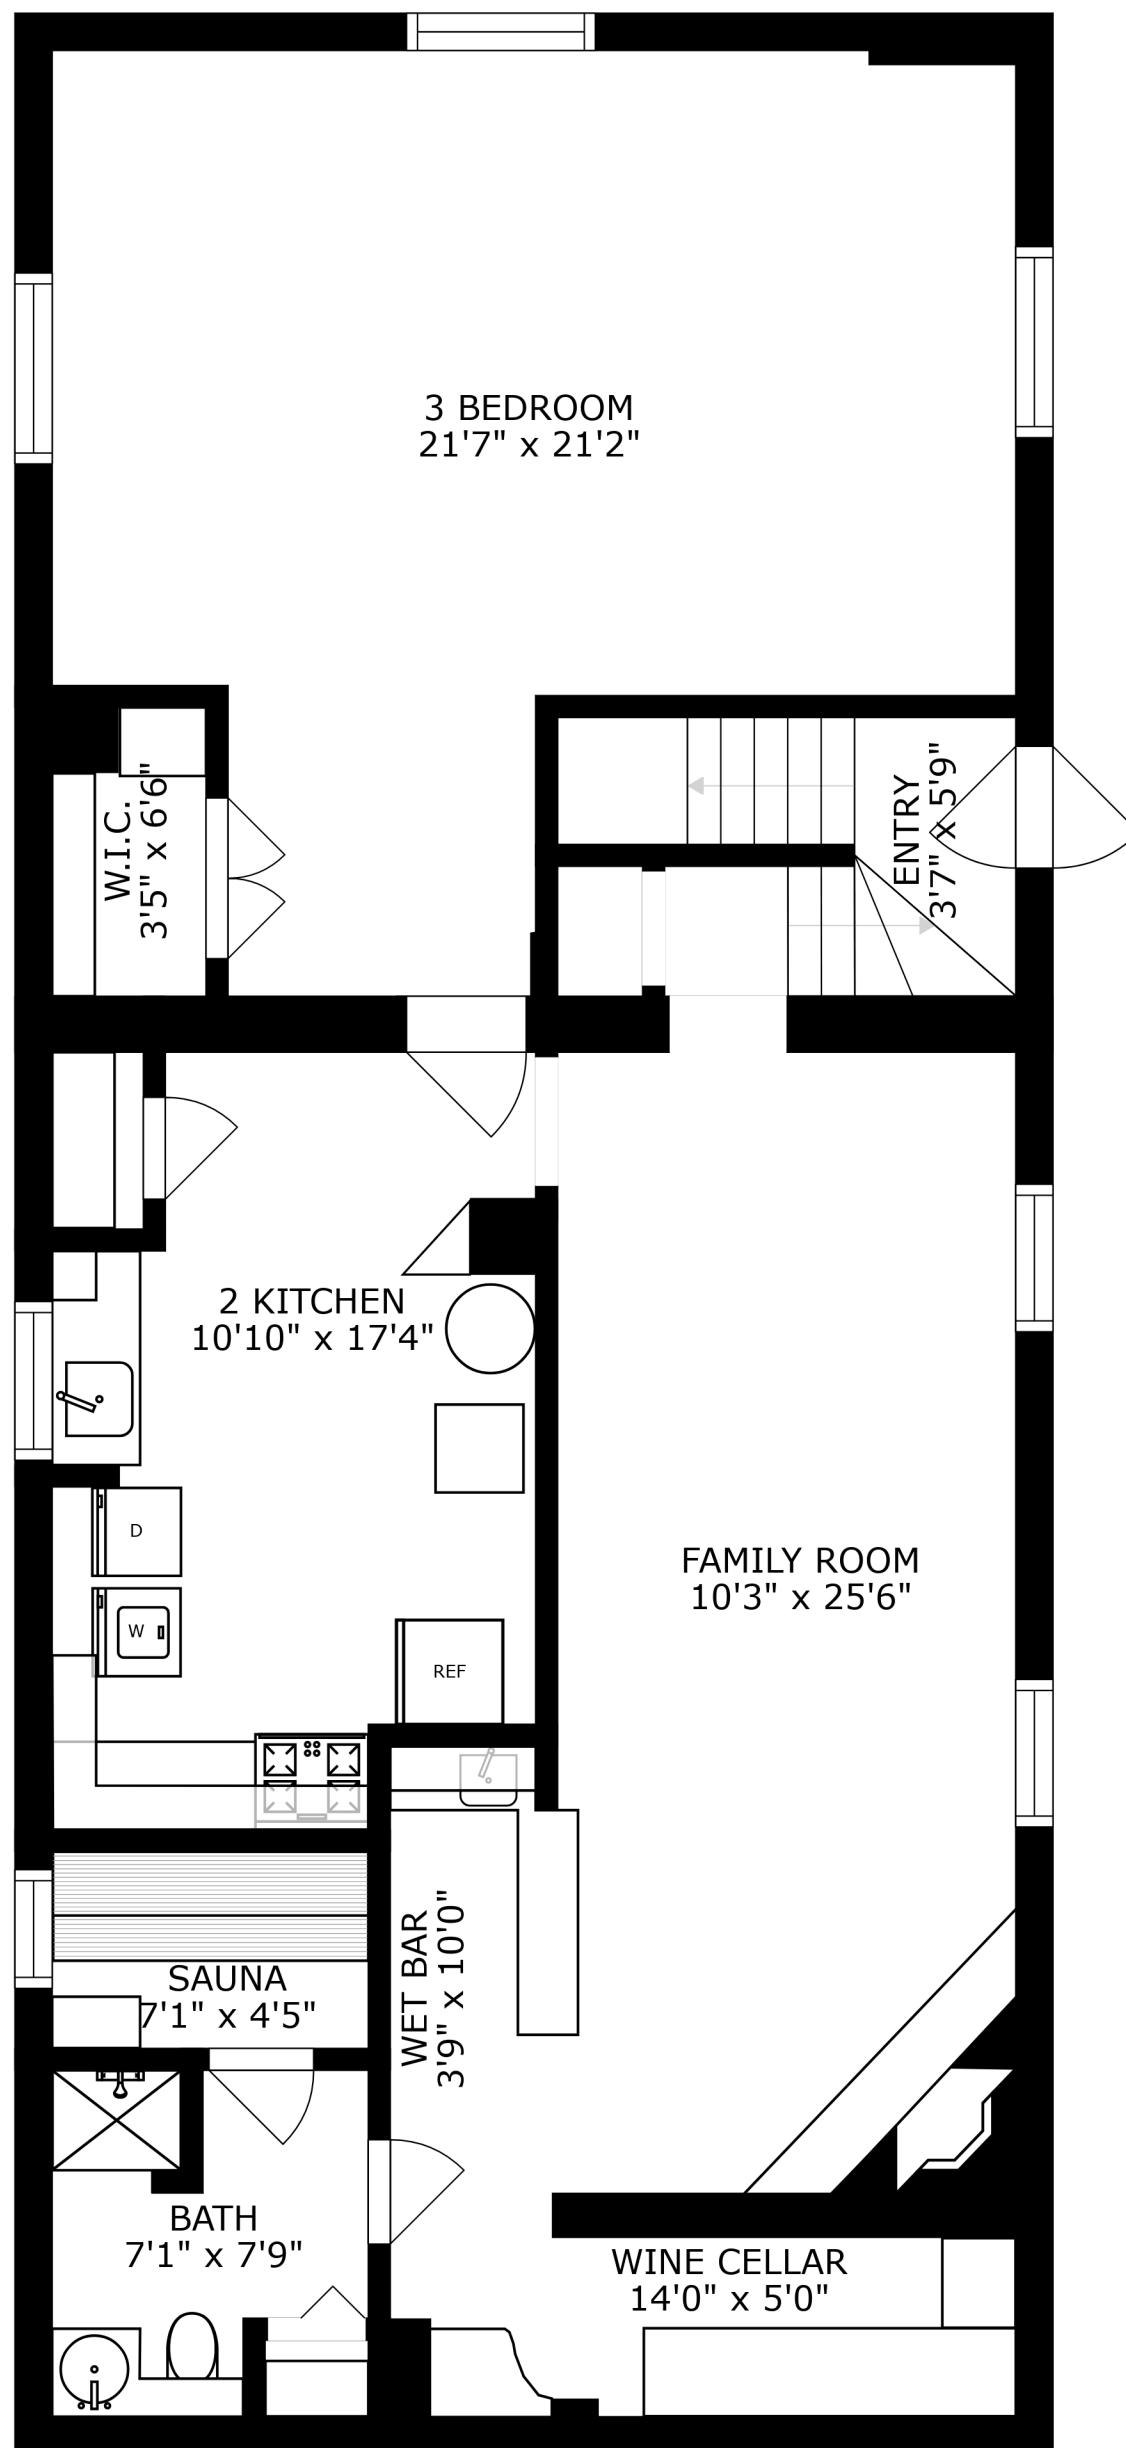 3 BEDROOM
21'7" x 21'2"
W.I.C.
3'5" x 6'6"
ENTRY
3'7" x 5'9"
2 KITCHEN
10'10" x 17'4"
D
W
REF
FAMILY ROOM
10'3" x 25'6"
SAUNA
7'1" x 4'5"
WET BAR
3'9" x 10'0"
BATH
7'1" x 7'9"
WINE CELLAR
14'0" x 5'0"